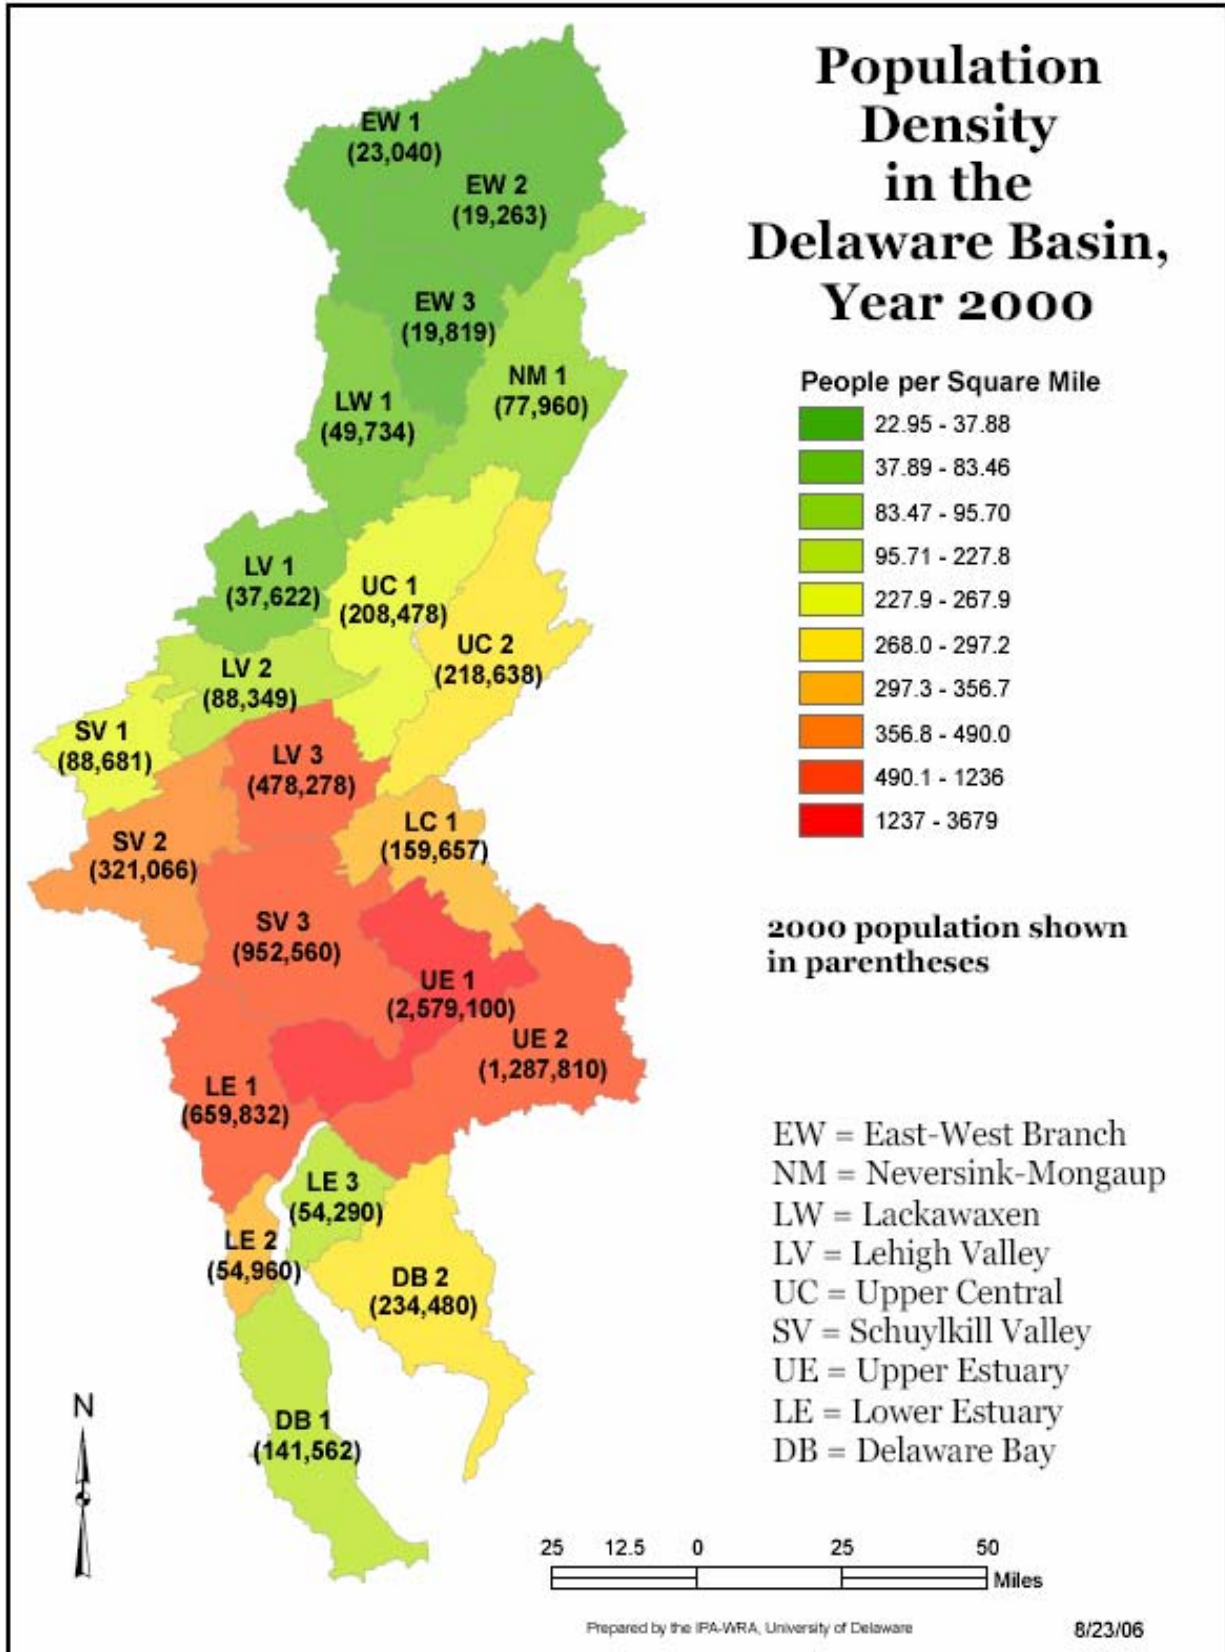 Population
Density
in the
Delaware Basin,
Year 2000
People per Square Mile
22.95 - 37.88
37.89 - 83.46
83.47 - 95.70
95.71 - 227.8
227.9 - 267.9
268.0 - 297.2
297.3 - 356.7
356.8 - 490.0
490.1 - 1236
1237 - 3679
2000 population shown
in parentheses
EW = East-West Branch
NM = Neversink-Mongaup
LW = Lackawaxen
LV = Lehigh Valley
UC = Upper Central
SV = Schuylkill Valley
UE = Upper Estuary
LE = Lower Estuary
DB = Delaware Bay
EW 1
(23,040)
EW 2
(19,263)
EW 3
(19,819)
NM 1
(77,960)
LW 1
(49,734)
LV 1
(37,622)
UC 1
(208,478)
UC 2
(218,638)
LV 2
(88,349)
SV 1
(88,681)
LV 3
(478,278)
LC 1
(159,657)
SV 2
(321,066)
SV 3
(952,560)
UE 1
(2,579,100)
UE 2
(1,287,810)
LE 1
(659,832)
LE 3
(54,290)
LE 2
(54,960)
DB 2
(234,480)
DB 1
(141,562)
N
25 12.5 0 25 50
Miles
Prepared by the IPA-WRA, University of Delaware
8/23/06